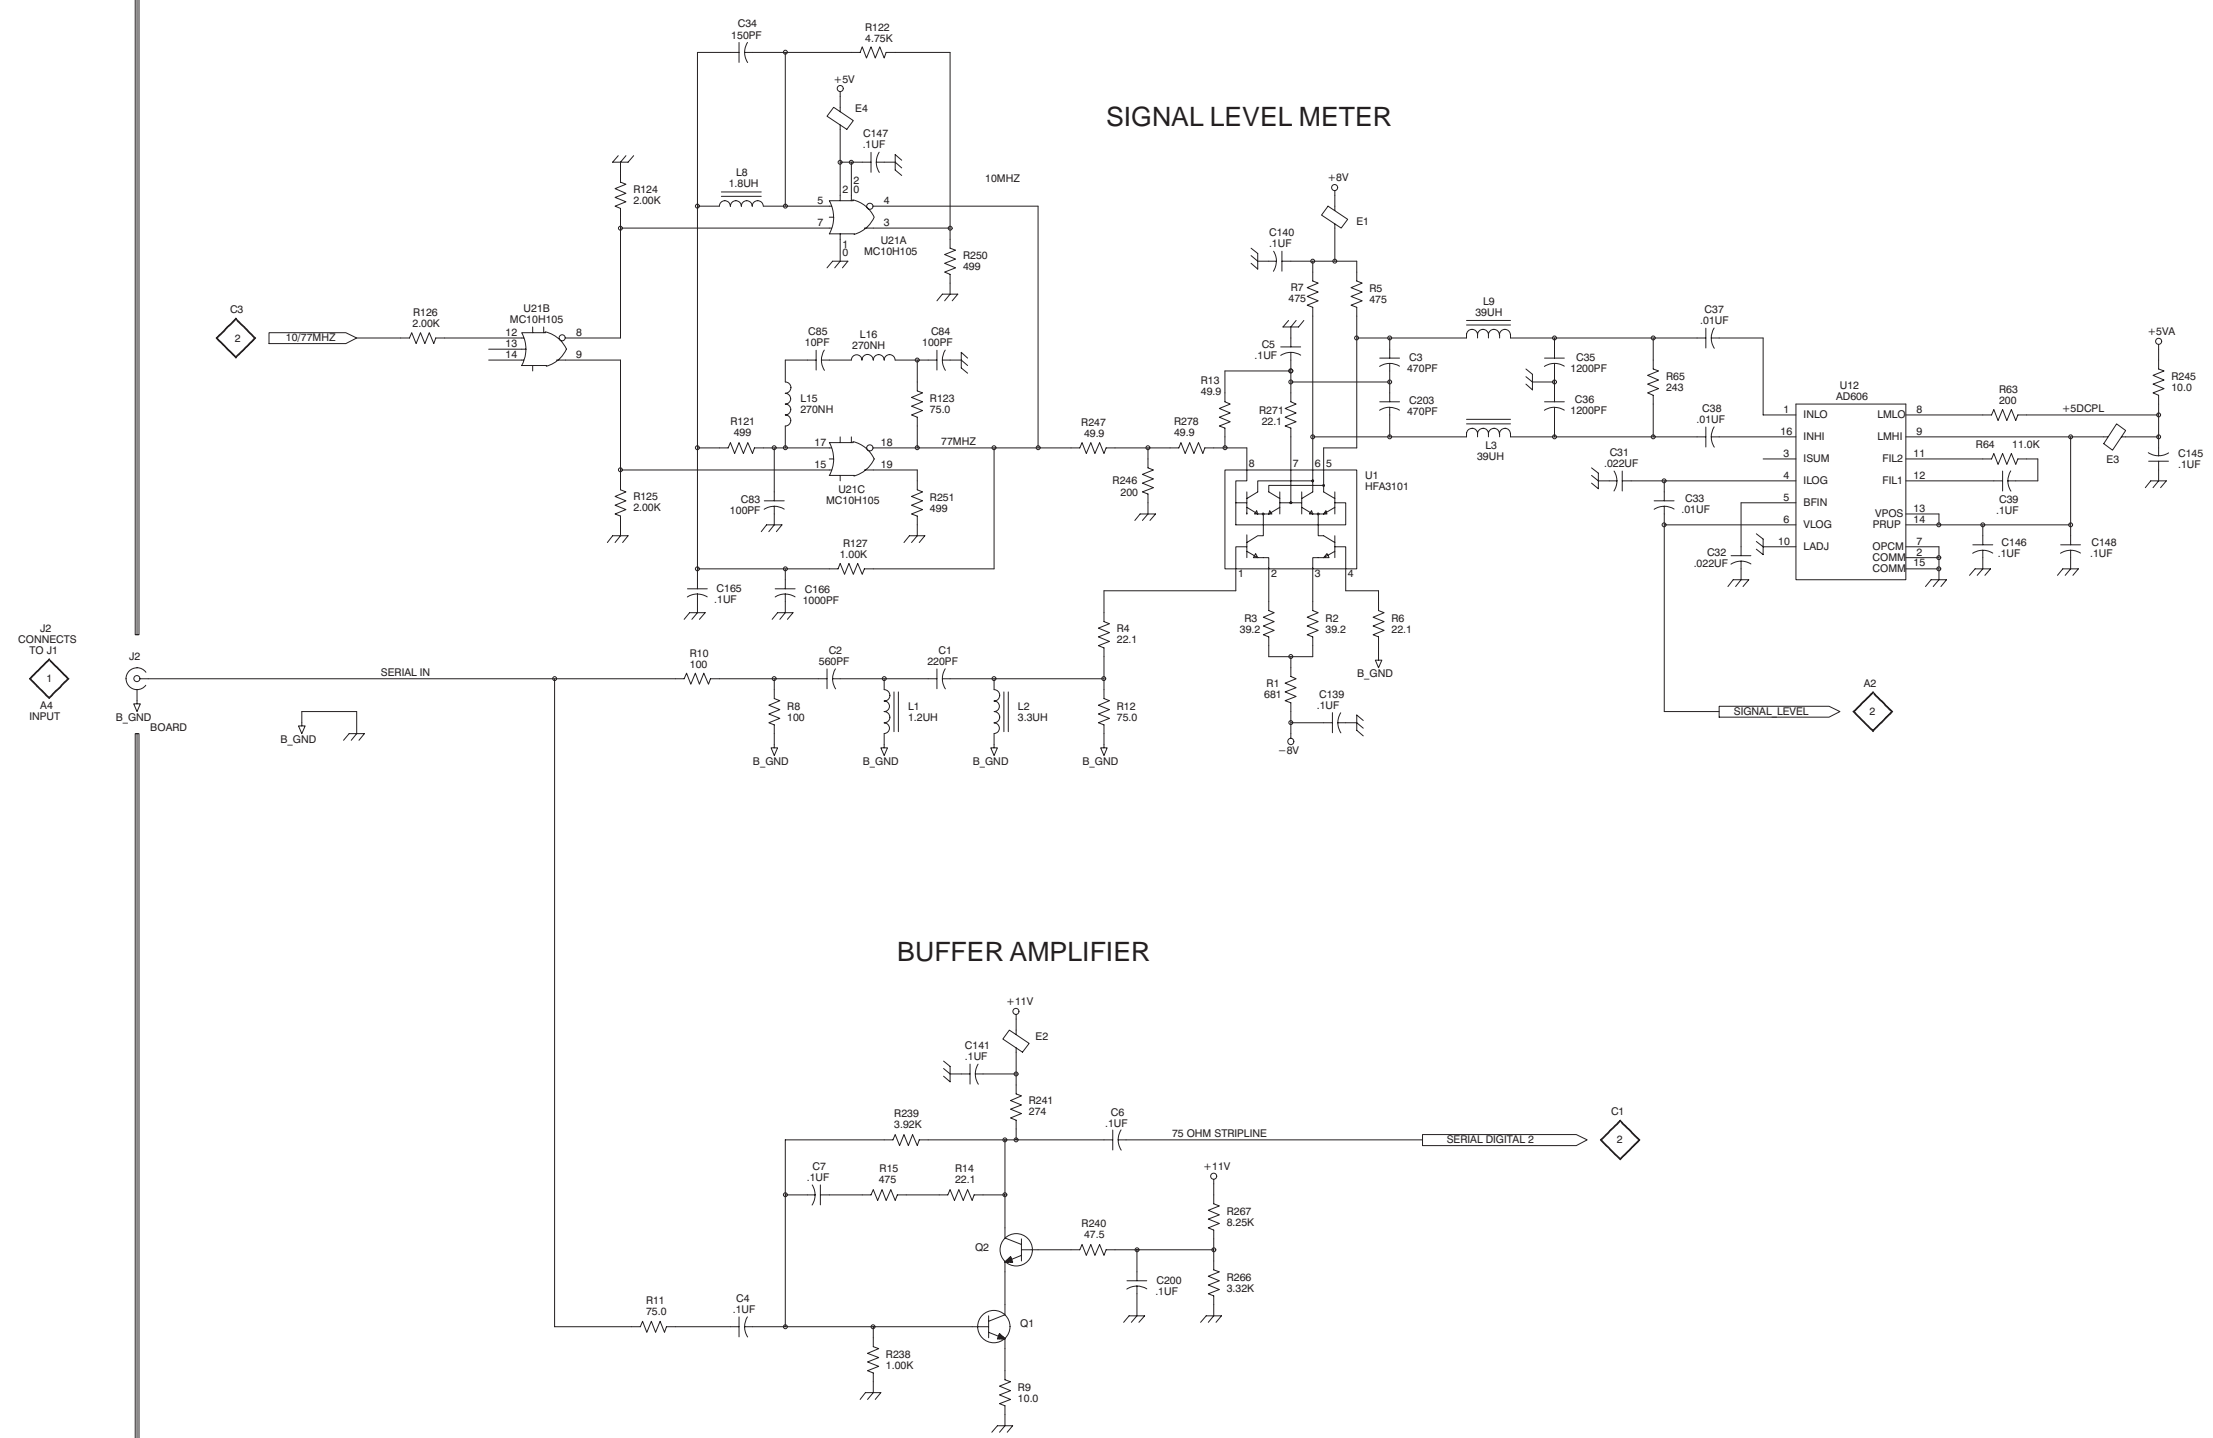 SIGNAL LEVEL METER
C34
150PF
R122
4.75K
+5V
E4
C147
.1UF
L8
1.8UH
10MHZ
2
2
0
5
7
4
3
1
0
U21A
MC10H105
R124
2.00K
R250
499
C3
2
10/77MHZ
R126
2.00K
U21B
MC10H105
12
13
14
8
9
C85
10PF
L16
270NH
C84
100PF
L15
270NH
R123
75.0
R121
499
17
15
18
19
77MHZ
U21C
MC10H105
C83
100PF
R251
499
R125
2.00K
R127
1.00K
C165
.1UF
C166
1000PF
R247
49.9
R278
49.9
R246
200
R13
49.9
R271
22.1
C5
.1UF
C140
.1UF
+8V
E1
R7
475
R5
475
C3
470PF
C203
470PF
L9
39UH
L3
39UH
C35
1200PF
C36
1200PF
R65
243
C37
.01UF
C38
.01UF
8
7
6
5
U1
HFA3101
1
2
3
4
R3
39.2
R2
39.2
R6
22.1
B_GND
R1
681
C139
.1UF
−8V
C31
.022UF
C33
.01UF
C32
.022UF
U12
AD606
1
INLO
16
INHI
3
ISUM
4
ILOG
5
BFIN
6
VLOG
10
LADJ
LMLO
8
LMHI
9
FIL2
11
FIL1
12
VPOS
13
PRUP
14
OPCM
7
COMM
2
COMM
15
R63
200
+5DCPL
R64
11.0K
C39
.1UF
+5VA
R245
10.0
E3
C145
.1UF
C146
.1UF
C148
.1UF
SIGNAL_LEVEL
A2
2
J2
CONNECTS
TO J1
1
A4
INPUT
J2
B_GND
BOARD
SERIAL IN
B_GND
R10
100
R8
100
B_GND
C2
560PF
L1
1.2UH
B_GND
C1
220PF
L2
3.3UH
B_GND
R4
22.1
R12
75.0
B_GND
BUFFER AMPLIFIER
+11V
E2
C141
.1UF
R241
274
R239
3.92K
C6
.1UF
75 OHM STRIPLINE
SERIAL DIGITAL 2
C1
2
C7
.1UF
R15
475
R14
22.1
+11V
R267
8.25K
Q2
R240
47.5
C200
.1UF
R266
3.32K
R11
75.0
C4
.1UF
Q1
R238
1.00K
R9
10.0